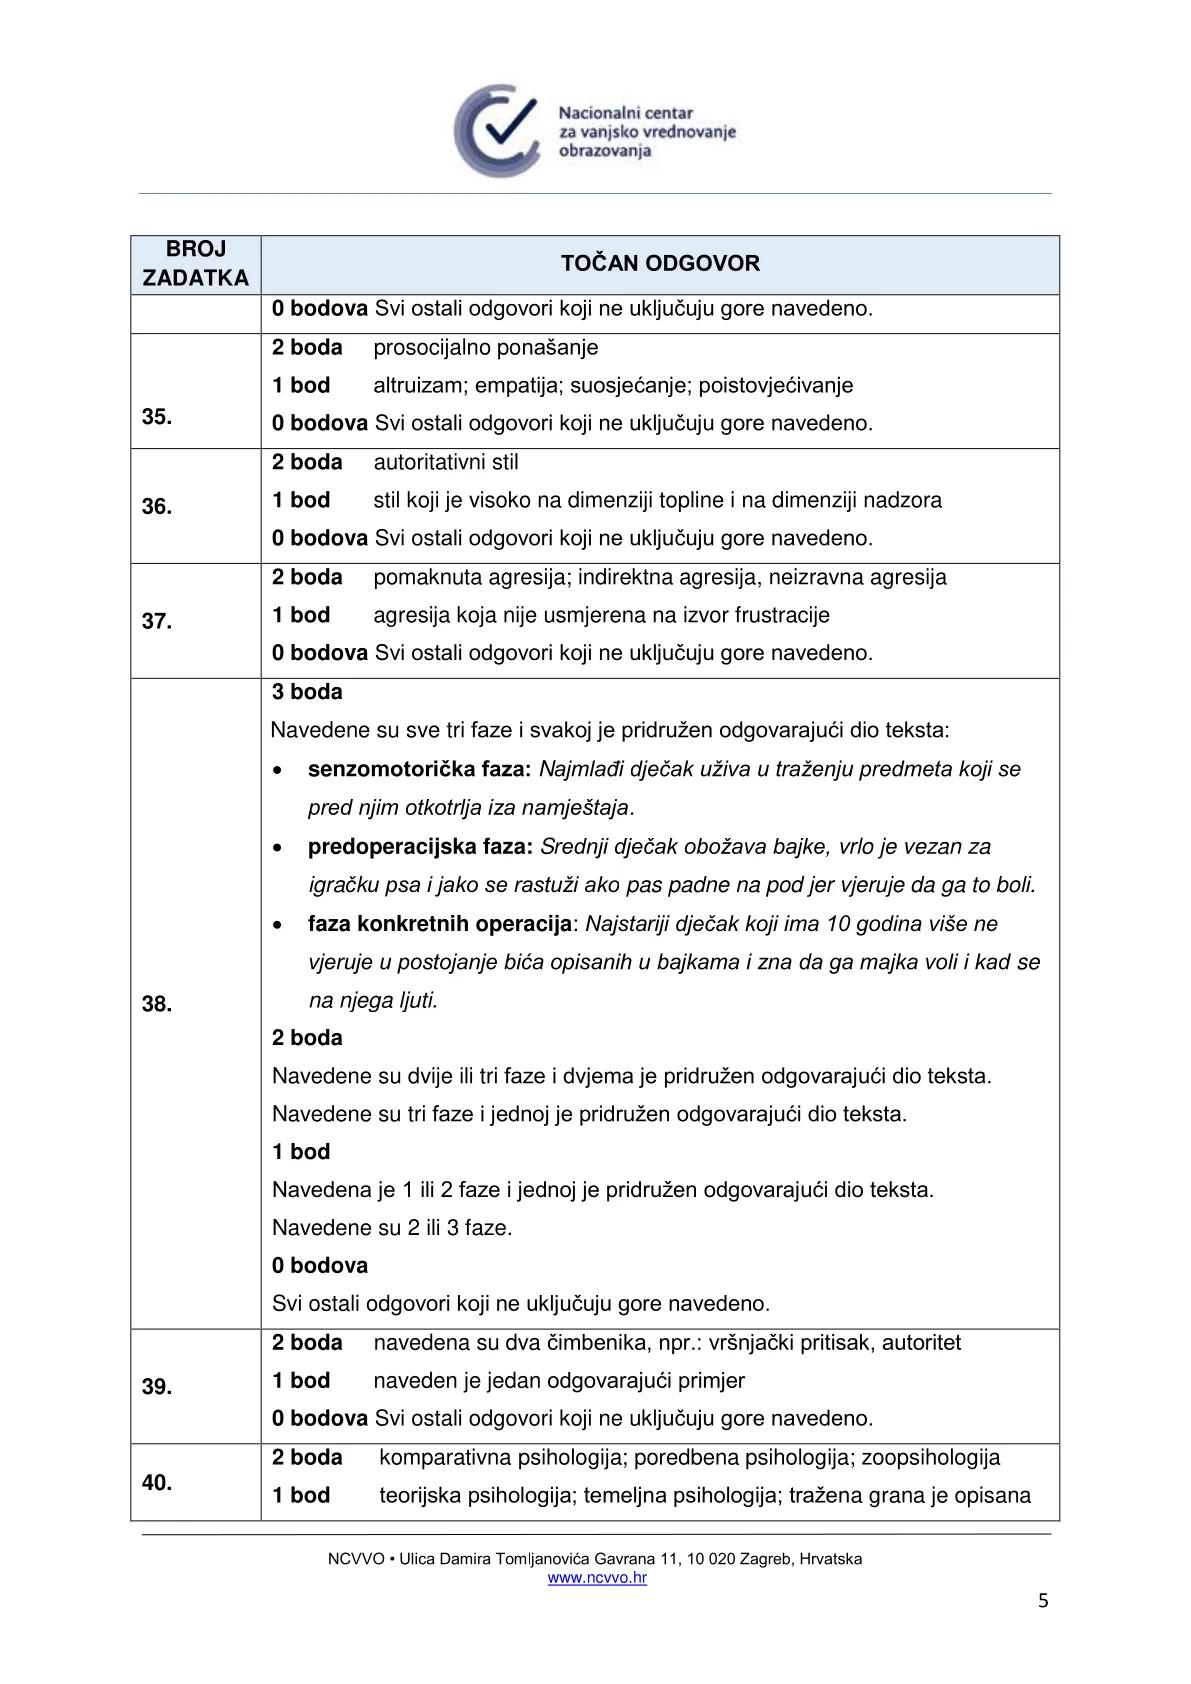 Nacionalni centar
za vanjsko vrednovanje
obrazovanja
BROJ
ZADATKA
TOČAN ODGOVOR
0 bodova Svi ostali odgovori koji ne uključuju gore navedeno.
35.
2 boda prosocijalno ponašanje
1 bod altruizam; empatija; suosjećanje; poistovjećivanje
0 bodova Svi ostali odgovori koji ne uključuju gore navedeno.
36.
2 boda autoritativni stil
1 bod stil koji je visoko na dimenziji topline i na dimenziji nadzora
0 bodova Svi ostali odgovori koji ne uključuju gore navedeno.
37.
2 boda pomaknuta agresija; indirektna agresija, neizravna agresija
1 bod agresija koja nije usmjerena na izvor frustracije
0 bodova Svi ostali odgovori koji ne uključuju gore navedeno.
38.
3 boda
Navedene su sve tri faze i svakoj je pridružen odgovarajući dio teksta:
• senzomotorička faza: Najmlađi dječak uživa u traženju predmeta koji se
pred njim otkotrlja iza namještaja.
• predoperacijska faza: Srednji dječak obožava bajke, vrlo je vezan za
igračku psa i jako se rastuži ako pas padne na pod jer vjeruje da ga to boli.
• faza konkretnih operacija: Najstariji dječak koji ima 10 godina više ne
vjeruje u postojanje bića opisanih u bajkama i zna da ga majka voli i kad se
na njega ljuti.
2 boda
Navedene su dvije ili tri faze i dvjema je pridružen odgovarajući dio teksta.
Navedene su tri faze i jednoj je pridružen odgovarajući dio teksta.
1 bod
Navedena je 1 ili 2 faze i jednoj je pridružen odgovarajući dio teksta.
Navedene su 2 ili 3 faze.
0 bodova
Svi ostali odgovori koji ne uključuju gore navedeno.
39.
2 boda navedena su dva čimbenika, npr.: vršnjački pritisak, autoritet
1 bod naveden je jedan odgovarajući primjer
0 bodova Svi ostali odgovori koji ne uključuju gore navedeno.
40.
2 boda komparativna psihologija; poredbena psihologija; zoopsihologija
1 bod teorijska psihologija; temeljna psihologija; tražena grana je opisana
NCVVO • Ulica Damira Tomljanovića Gavrana 11, 10 020 Zagreb, Hrvatska
www.ncvvo.hr
5